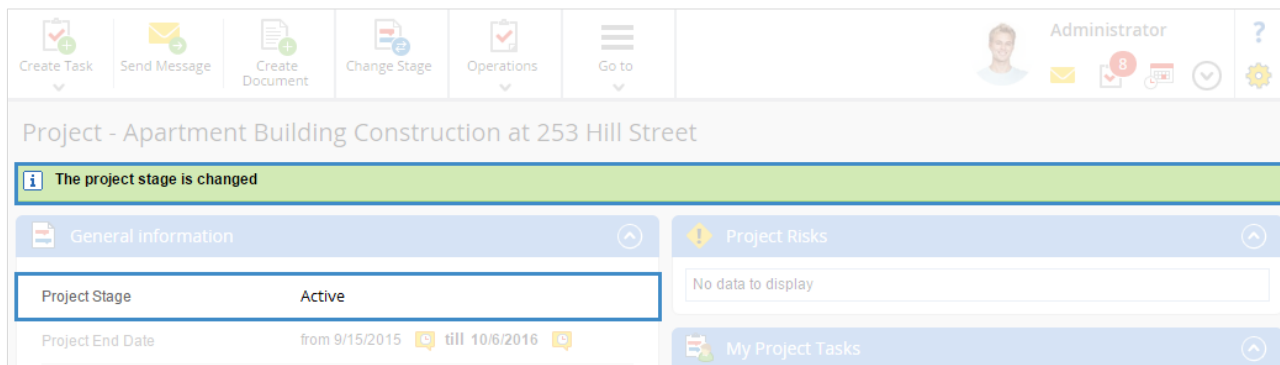 Create Task
Send Message
Create
Document
Change Stage
Operations
Go to
Administrator
?
8
Project - Apartment Building Construction at 253 Hill Street
i The project stage is changed
General information
Project Risks
Project Stage Active
No data to display
Project End Date from 9/15/2015 till 10/6/2016
My Project Tasks